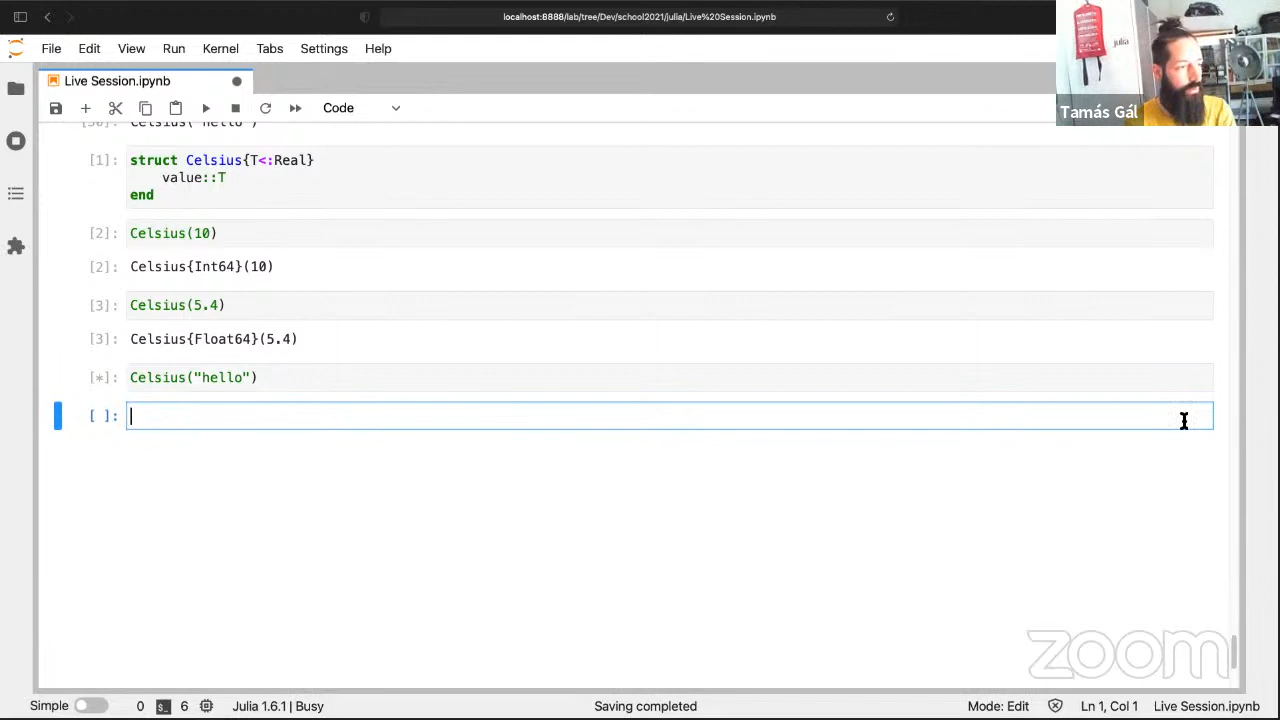 localhost:8888/lab/tree/Dev/school2021/julia/Live%20Session.ipynb
File Edit View Run Kernel Tabs Settings Help
julia
Tamás Gál
Live Session.ipynb
Code
Celsius("hello")
[1]: struct Celsius{T<:Real}
value::T
end
[2]: Celsius(10)
[2]: Celsius{Int64}(10)
[3]: Celsius(5.4)
[3]: Celsius{Float64}(5.4)
[*]: Celsius("hello")
[ ]:
zoom
Simple 0 $_ 6 Julia 1.6.1 | Busy Saving completed Mode: Edit Ln 1, Col 1 Live Session.ipynb